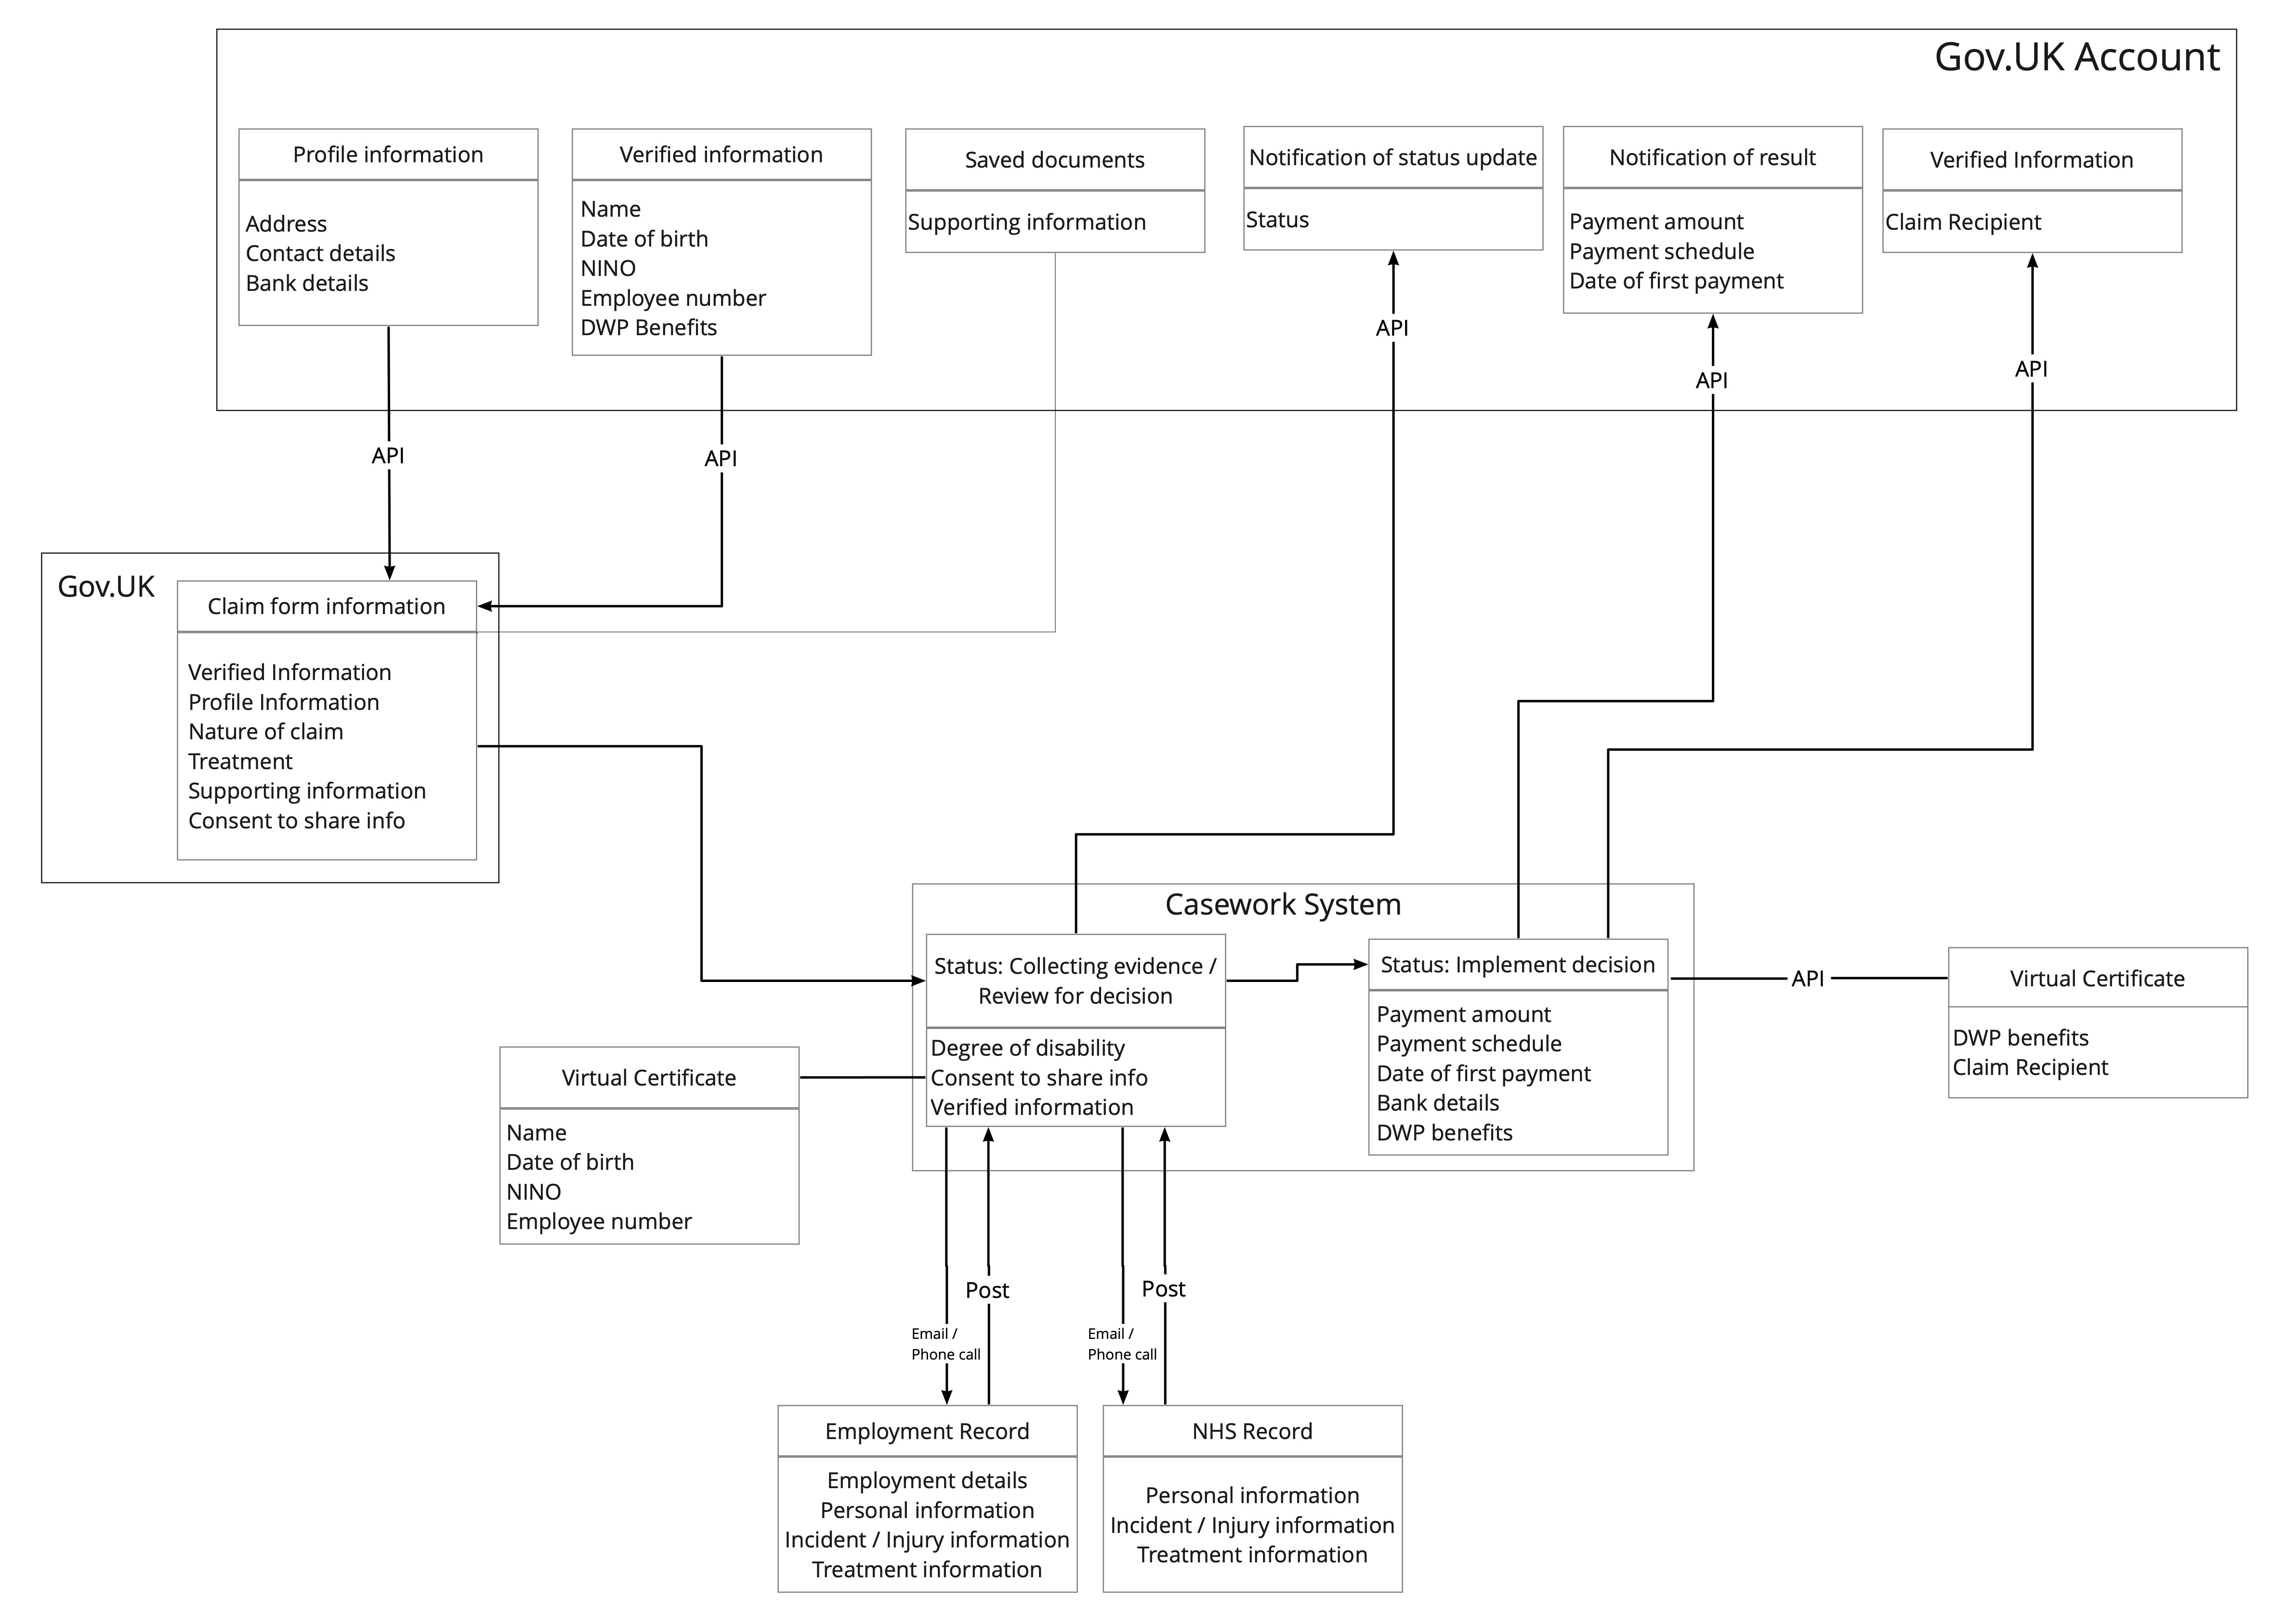 Gov.UK Account
Profile information
Address
Contact details
Bank details
Verified information
Name
Date of birth
NINO
Employee number
DWP Benefits
Saved documents
Supporting information
Notification of status update
Status
Notification of result
Payment amount
Payment schedule
Date of first payment
Verified Information
Claim Recipient
API
API
API
API
API
Gov.UK
Claim form information
Verified Information
Profile Information
Nature of claim
Treatment
Supporting information
Consent to share info
Casework System
Status: Collecting evidence /
Review for decision
Degree of disability
Consent to share info
Verified information
Status: Implement decision
Payment amount
Payment schedule
Date of first payment
Bank details
DWP benefits
API
Virtual Certificate
DWP benefits
Claim Recipient
Virtual Certificate
Name
Date of birth
NINO
Employee number
Post
Post
Email /
Phone call
Email /
Phone call
Employment Record
Employment details
Personal information
Incident / Injury information
Treatment information
NHS Record
Personal information
Incident / Injury information
Treatment information